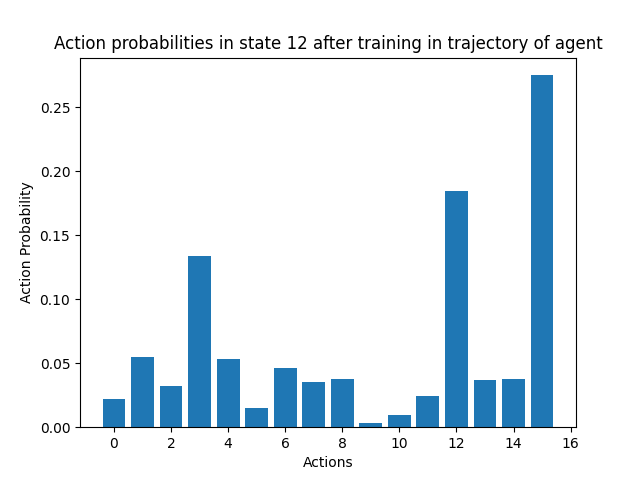 Action probabilities in state 12 after training in trajectory of agent
0.25
0.20
0.15
0.10
0.05
0.00
Action Probability
0 2 4 6 8 10 12 14 16
Actions